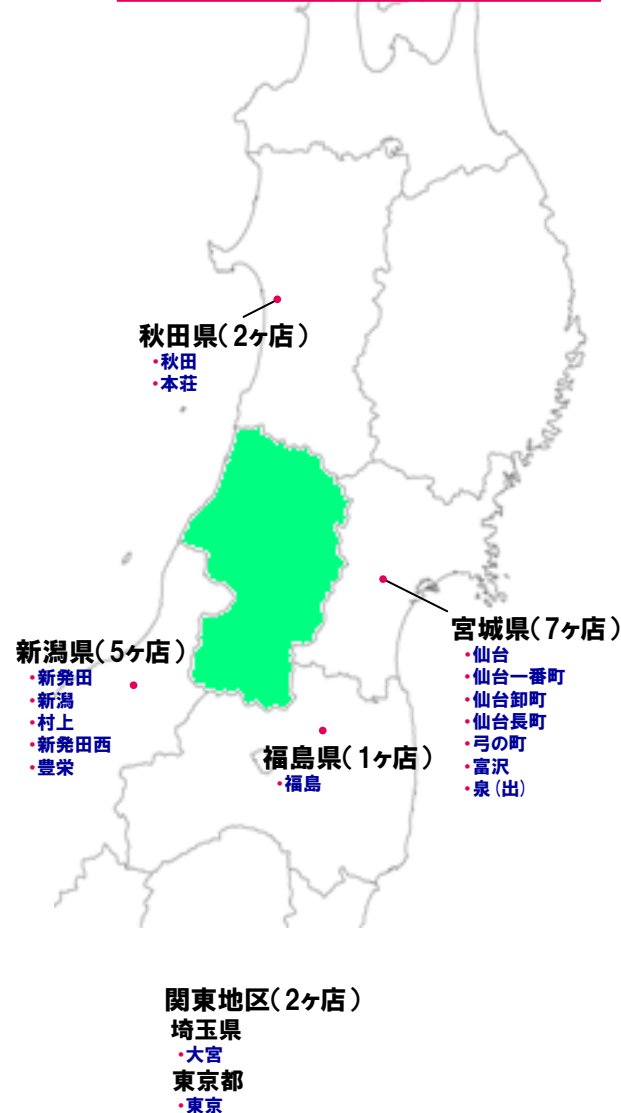 秋田県(2ヶ店)
・秋田
・本荘
宮城県(7ヶ店)
・仙台
・仙台一番町
・仙台卸町
・仙台長町
・弓の町
・富沢
・泉(出)
新潟県(5ヶ店)
・新発田
・新潟
・村上
・新発田西
・豊栄
福島県(1ヶ店)
・福島
関東地区(2ヶ店)
埼玉県
・大宮
東京都
・東京